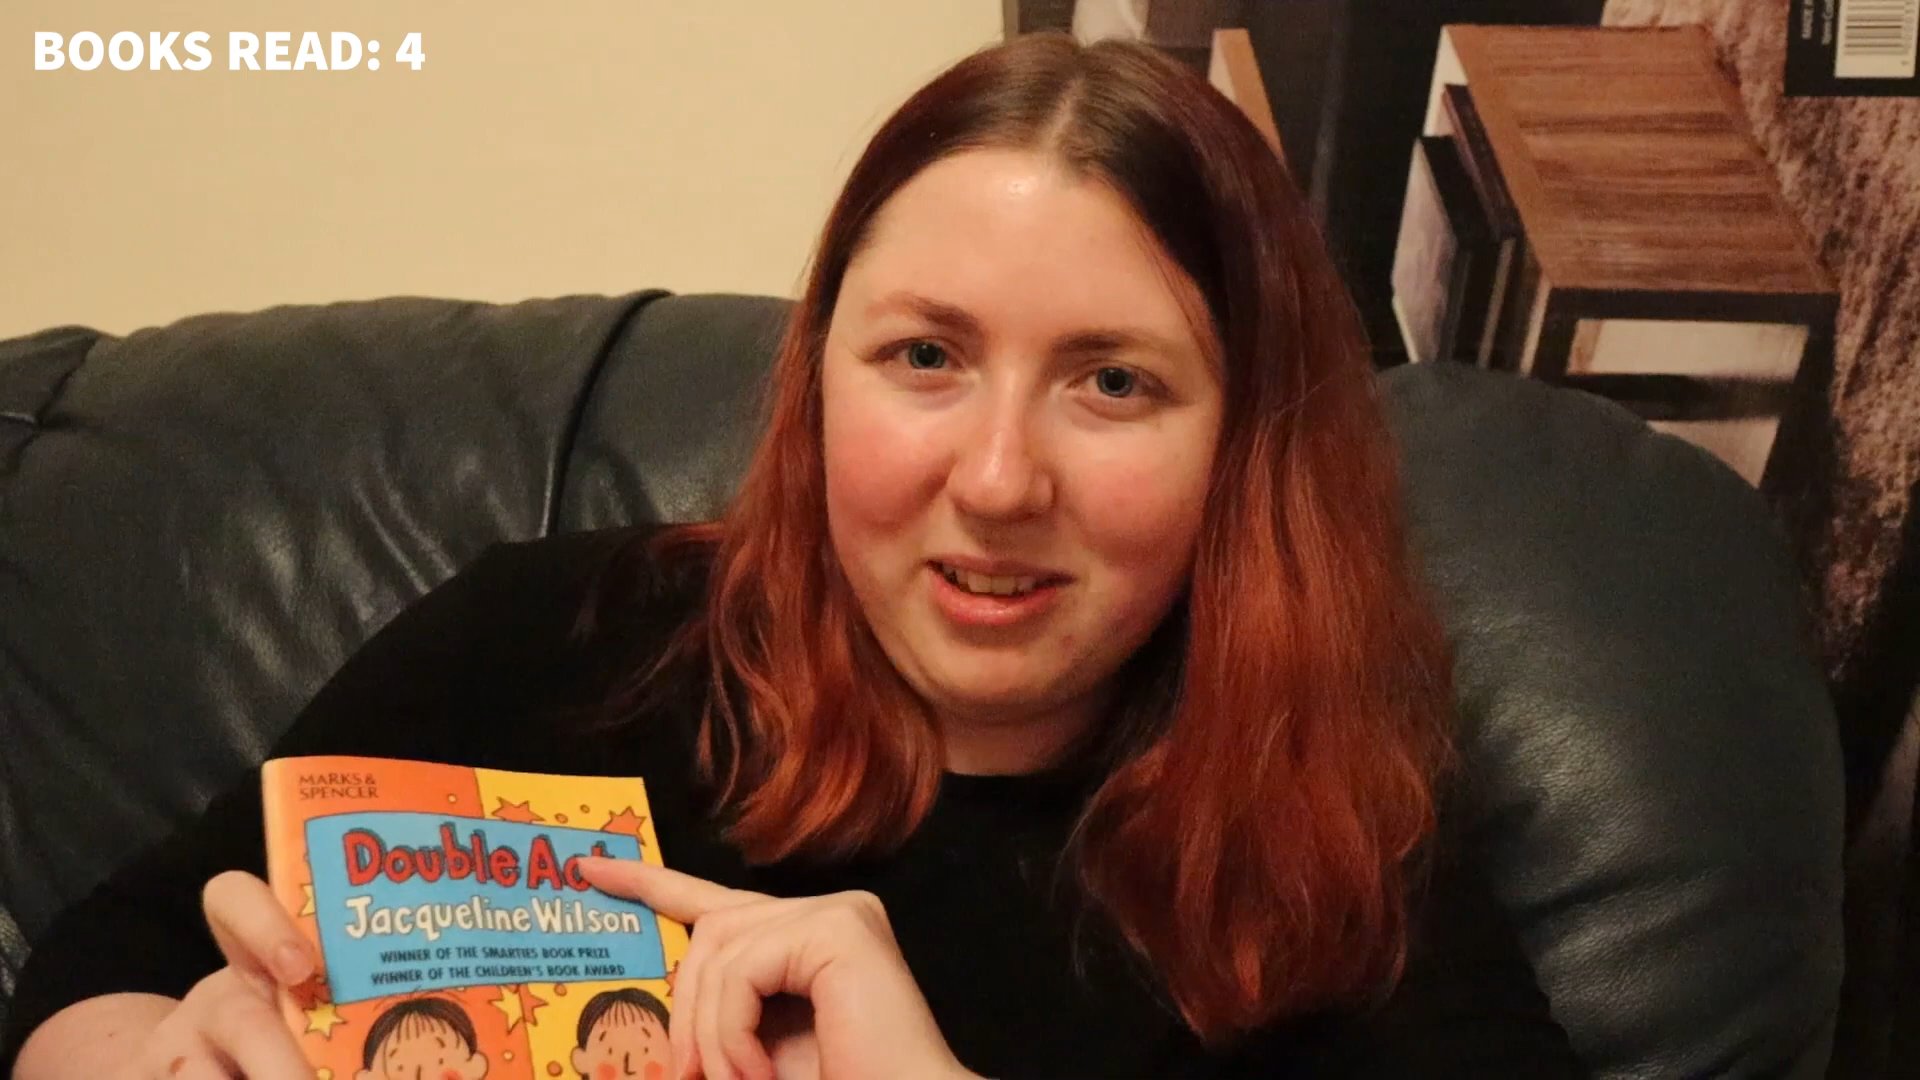 BOOKS READ: 4
MARKS &
SPENCER
Double Act
Jacqueline Wilson
WINNER OF THE SMARTIES BOOK PRIZE
WINNER OF THE CHILDREN'S BOOK AWARD